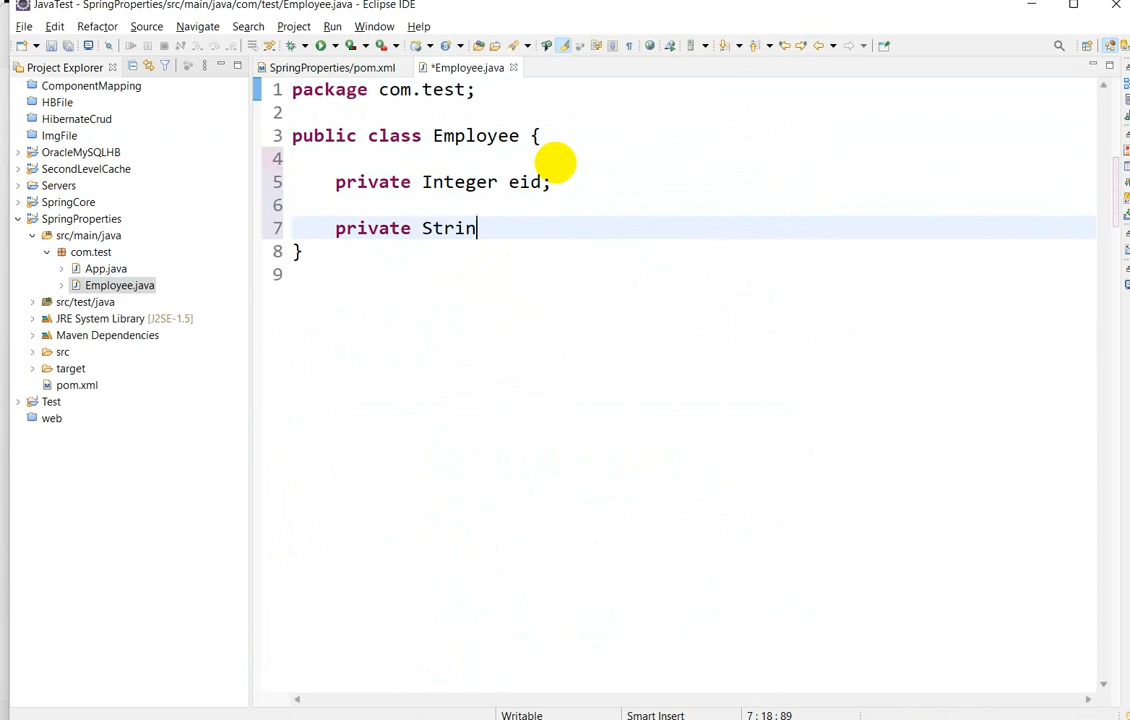 JavaTest - SpringProperties/src/main/java/com/test/Employee.java - Eclipse IDE
File Edit Refactor Source Navigate Search Project Run Window Help
Project Explorer
SpringProperties/pom.xml
*Employee.java
ComponentMapping
HBFile
HibernateCrud
ImgFile
OracleMySQLHB
SecondLevelCache
Servers
SpringCore
SpringProperties
src/main/java
com.test
App.java
Employee.java
src/test/java
JRE System Library [J2SE-1.5]
Maven Dependencies
src
target
pom.xml
Test
web
1 package com.test;
2
3 public class Employee {
4
5 private Integer eid;
6
7 private Strin
8 }
9
Writable
Smart Insert
7 : 18 : 89